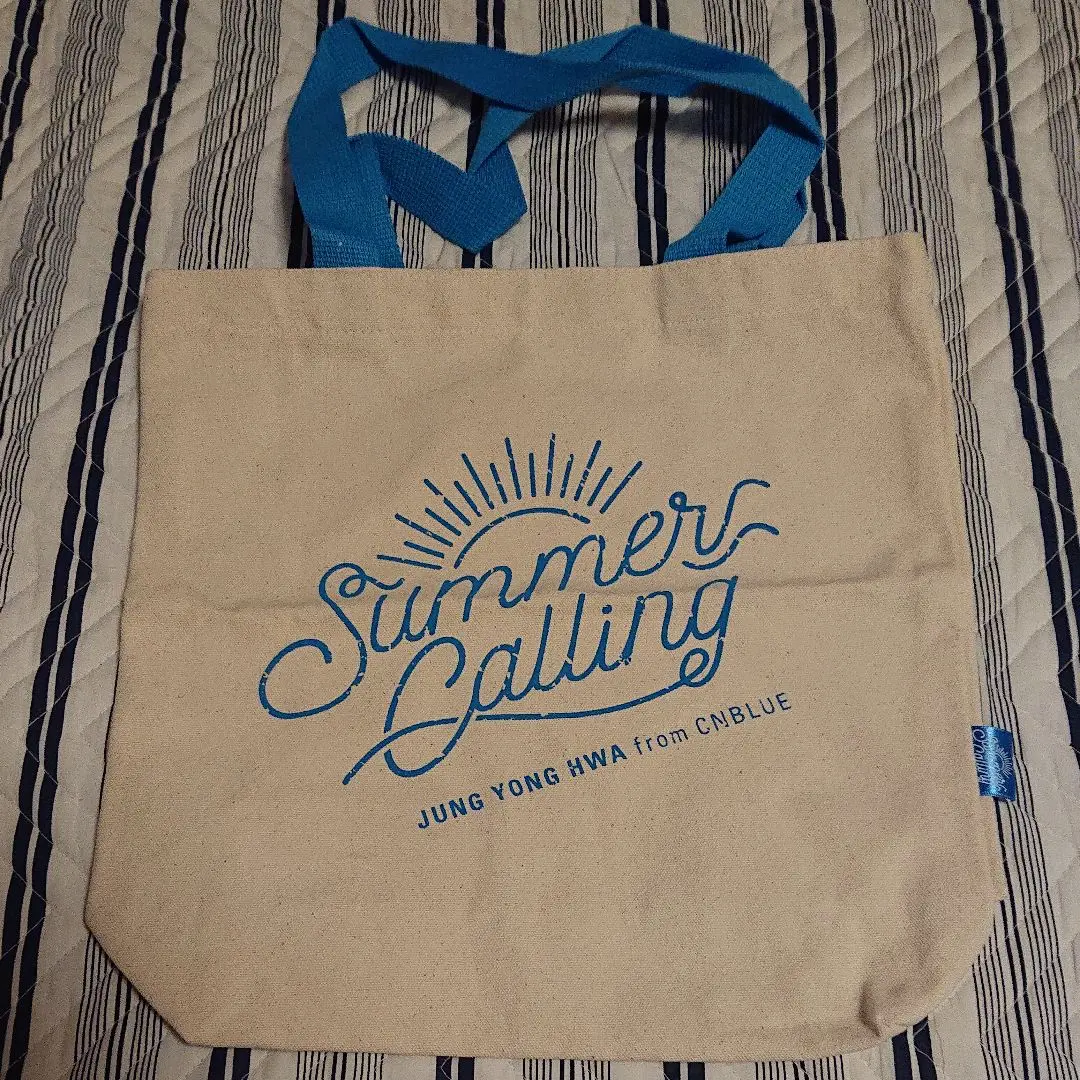 Summer
Calling
JUNG YONG HWA from CNBLUE